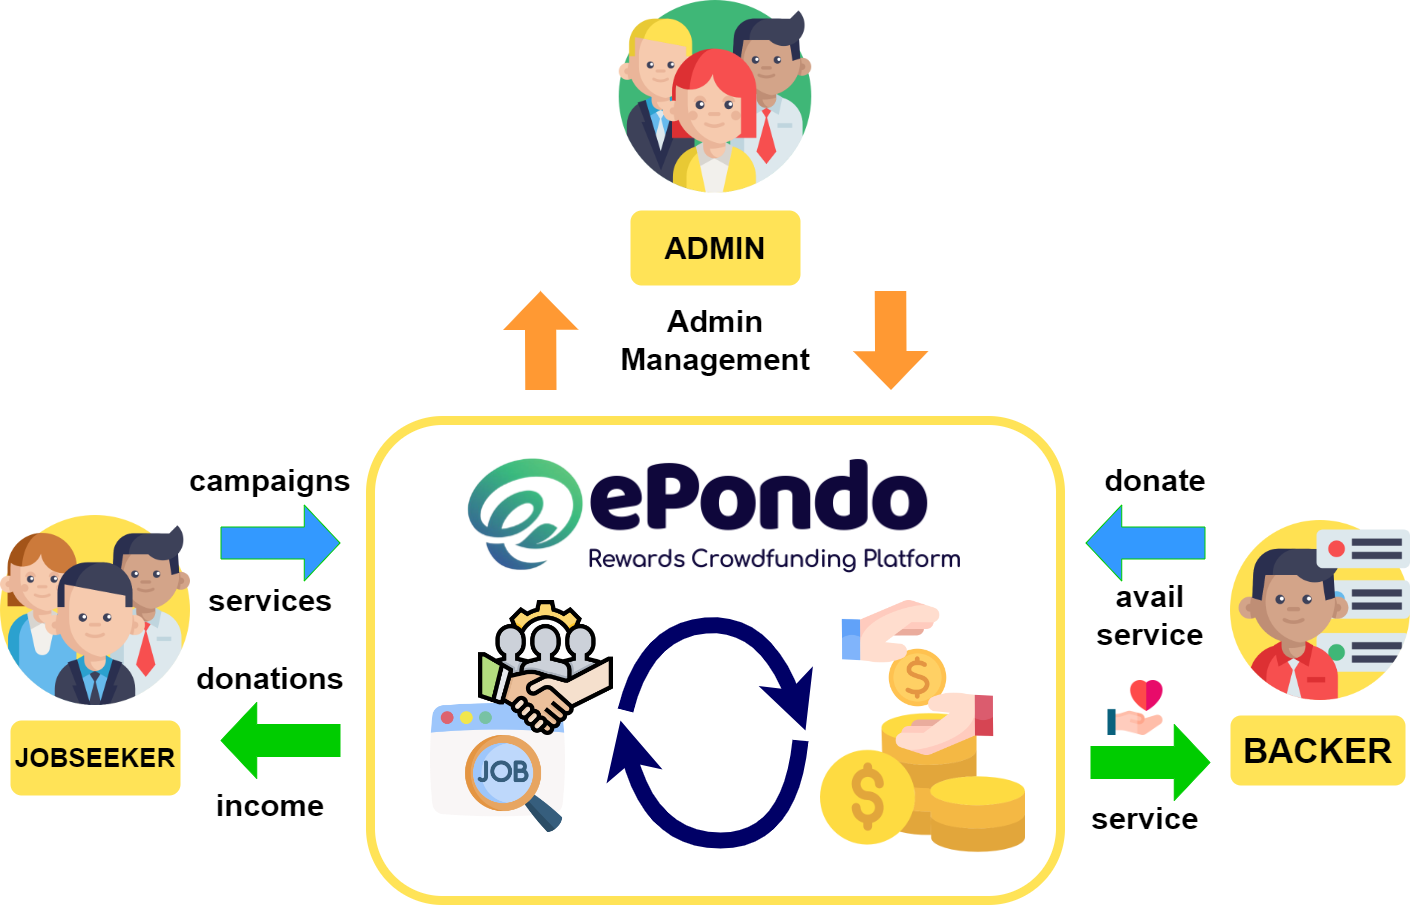 ADMIN
Admin
Management
ePondo
Rewards Crowdfunding Platform
campaigns
services
donations
income
JOBSEEKER
JOB
$
$
donate
avail
service
service
BACKER